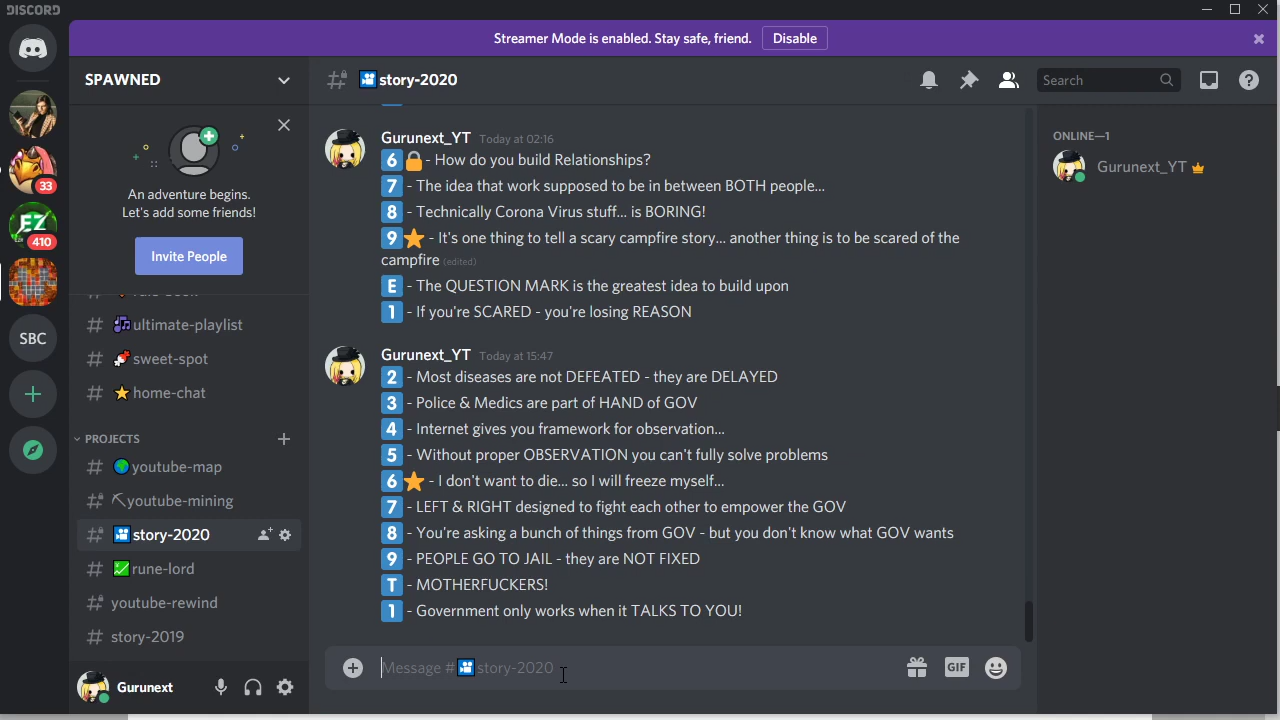 DISCORD
Streamer Mode is enabled. Stay safe, friend.
Disable
SPAWNED
story-2020
Search
An adventure begins.
Let's add some friends!
Invite People
33
EZ
410
SBC
ultimate-playlist
sweet-spot
home-chat
PROJECTS
youtube-map
youtube-mining
story-2020
rune-lord
youtube-rewind
story-2019
Gurunext
Gurunext_YT Today at 02:16
6 - How do you build Relationships?
7 - The idea that work supposed to be in between BOTH people...
8 - Technically Corona Virus stuff... is BORING!
9 - It's one thing to tell a scary campfire story... another thing is to be scared of the
campfire (edited)
E - The QUESTION MARK is the greatest idea to build upon
1 - If you're SCARED - you're losing REASON
Gurunext_YT Today at 15:47
2 - Most diseases are not DEFEATED - they are DELAYED
3 - Police & Medics are part of HAND of GOV
4 - Internet gives you framework for observation...
5 - Without proper OBSERVATION you can't fully solve problems
6 - I don't want to die... so I will freeze myself...
7 - LEFT & RIGHT designed to fight each other to empower the GOV
8 - You're asking a bunch of things from GOV - but you don't know what GOV wants
9 - PEOPLE GO TO JAIL - they are NOT FIXED
T - MOTHERFUCKERS!
1 - Government only works when it TALKS TO YOU!
Message # story-2020
GIF
ONLINE—1
Gurunext_YT